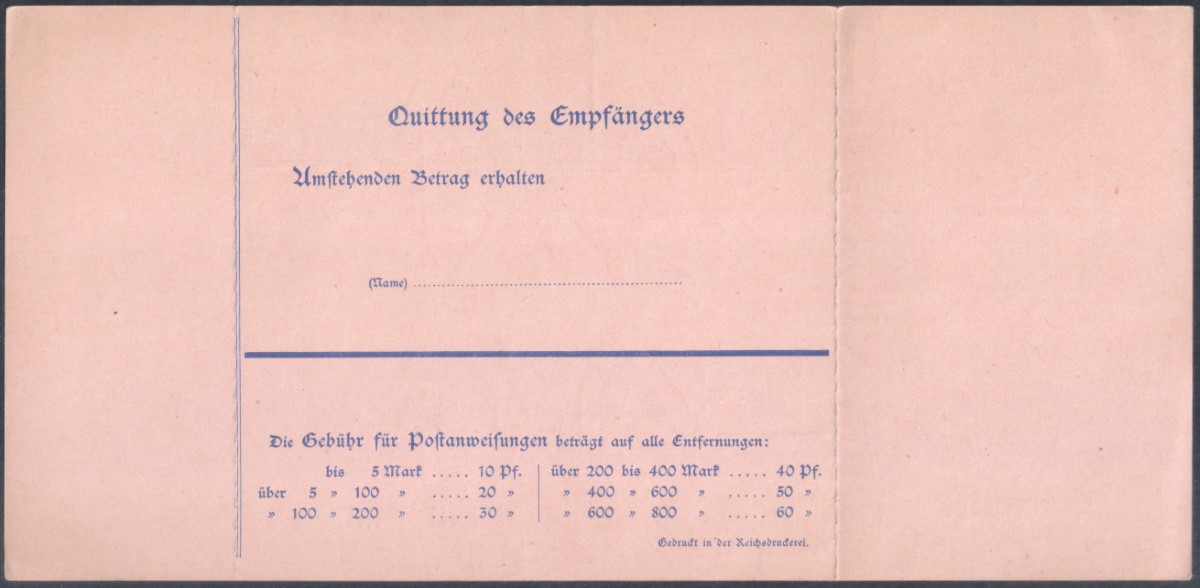 Quittung des Empfängers
Umstehenden Betrag erhalten
(Name) ......................................................
Die Gebühr für Postanweisungen beträgt auf alle Entfernungen:
bis 5 Mark ..... 10 Pf.
über 5 „ 100 „ ..... 20 „
„ 100 „ 200 „ ..... 30 „
über 200 bis 400 Mark ..... 40 Pf.
„ 400 „ 600 „ ..... 50 „
„ 600 „ 800 „ ..... 60 „
Gedruckt in der Reichsdruckerei.